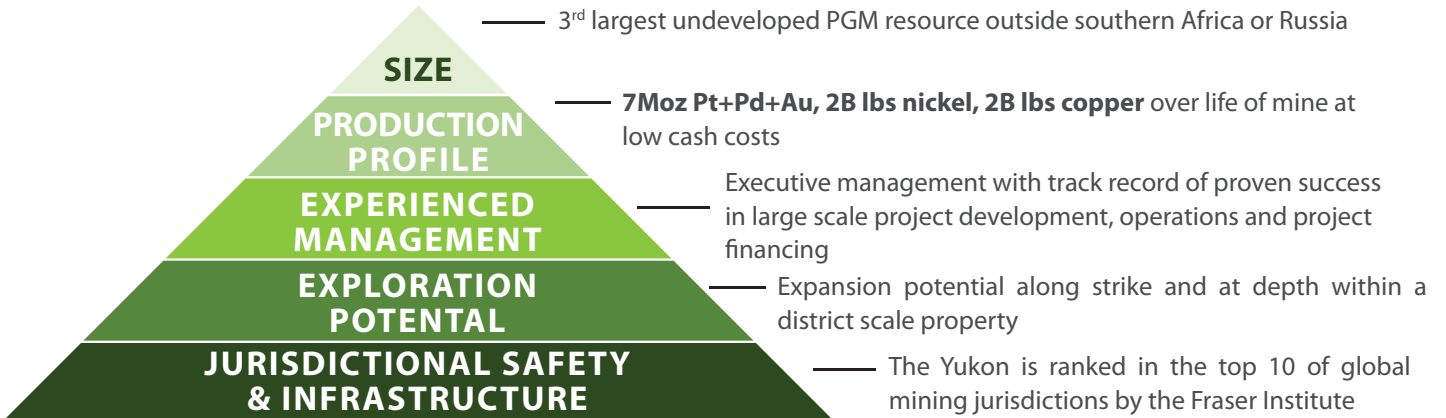 3rd largest undeveloped PGM resource outside southern Africa or Russia
SIZE
7Moz Pt+Pd+Au, 2B lbs nickel, 2B lbs copper over life of mine at
low cash costs
PRODUCTION
PROFILE
Executive management with track record of proven success
in large scale project development, operations and project
financing
EXPERIENCED
MANAGEMENT
EXPLORATION
POTENTAL
Expansion potential along strike and at depth within a
district scale property
JURISDICTIONAL SAFETY
& INFRASTRUCTURE
The Yukon is ranked in the top 10 of global
mining jurisdictions by the Fraser Institute